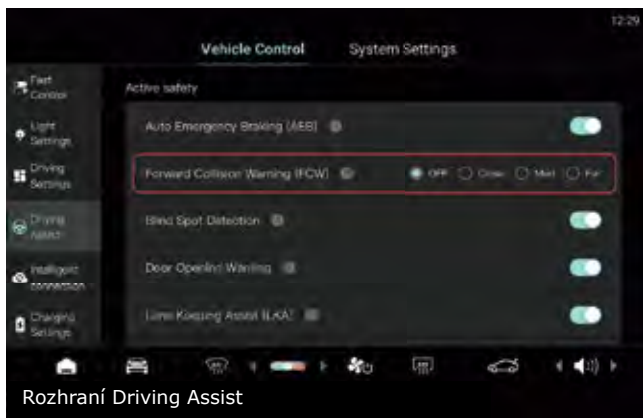 12:29
Vehicle Control System Settings
Fast
Control
Active safety
Light
Settings
Auto Emergency Braking (AEB)
Driving
Settings
Forward Collision Warning (FCW) OFF Close Med Far
Driving
Assist
Blind Spot Detection
Intelligent
connection
Door Opening Warning
Charging
Settings
Lane Keeping Assist (LKA)
Rozhraní Driving Assist